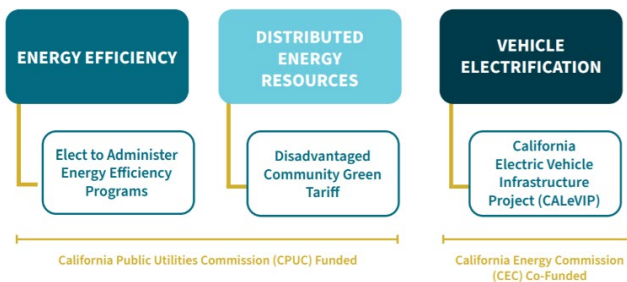 ENERGY EFFICIENCY
DISTRIBUTED
ENERGY
RESOURCES
VEHICLE
ELECTRIFICATION
Elect to Administer
Energy Efficiency
Programs
Disadvantaged
Community Green
Tariff
California
Electric Vehicle
Infrastructure
Project (CALeVIP)
California Public Utilities Commission (CPUC) Funded
California Energy Commission
(CEC) Co-Funded